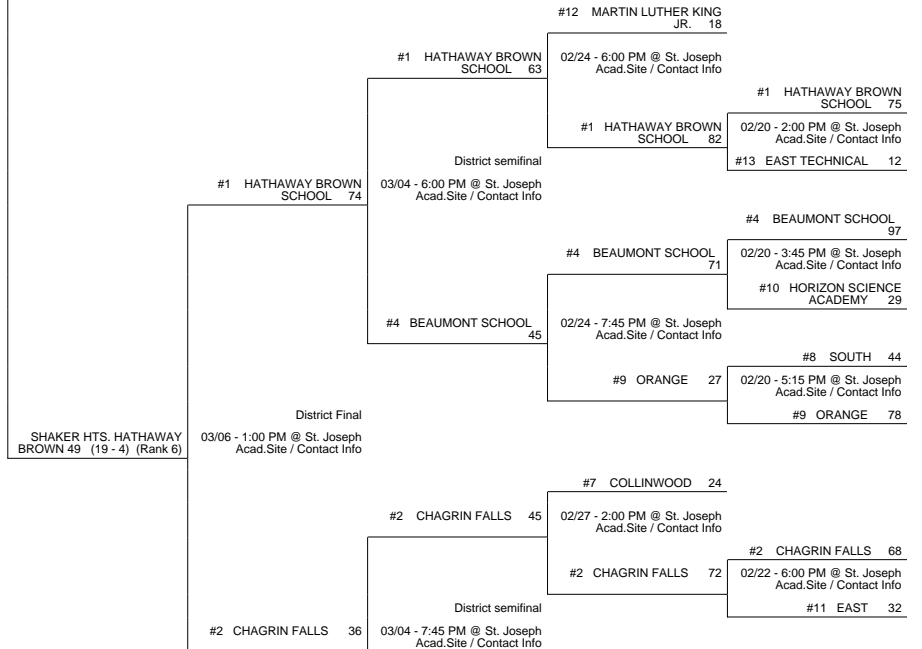 #12 MARTIN LUTHER KING
JR. 18
#1 HATHAWAY BROWN
SCHOOL 63
02/24 - 6:00 PM @ St. Joseph
Acad.Site / Contact Info
#1 HATHAWAY BROWN
SCHOOL 75
#1 HATHAWAY BROWN
SCHOOL 82
02/20 - 2:00 PM @ St. Joseph
Acad.Site / Contact Info
#13 EAST TECHNICAL 12
District semifinal
#1 HATHAWAY BROWN
SCHOOL 74
03/04 - 6:00 PM @ St. Joseph
Acad.Site / Contact Info
#4 BEAUMONT SCHOOL
97
#4 BEAUMONT SCHOOL
71
02/20 - 3:45 PM @ St. Joseph
Acad.Site / Contact Info
#10 HORIZON SCIENCE
ACADEMY 29
#4 BEAUMONT SCHOOL
45
02/24 - 7:45 PM @ St. Joseph
Acad.Site / Contact Info
#8 SOUTH 44
#9 ORANGE 27
02/20 - 5:15 PM @ St. Joseph
Acad.Site / Contact Info
#9 ORANGE 78
District Final
SHAKER HTS. HATHAWAY
BROWN 49 (19 - 4) (Rank 6)
03/06 - 1:00 PM @ St. Joseph
Acad.Site / Contact Info
#7 COLLINWOOD 24
#2 CHAGRIN FALLS 45
02/27 - 2:00 PM @ St. Joseph
Acad.Site / Contact Info
#2 CHAGRIN FALLS 68
#2 CHAGRIN FALLS 72
02/22 - 6:00 PM @ St. Joseph
Acad.Site / Contact Info
#11 EAST 32
District semifinal
#2 CHAGRIN FALLS 36
03/04 - 7:45 PM @ St. Joseph
Acad.Site / Contact Info